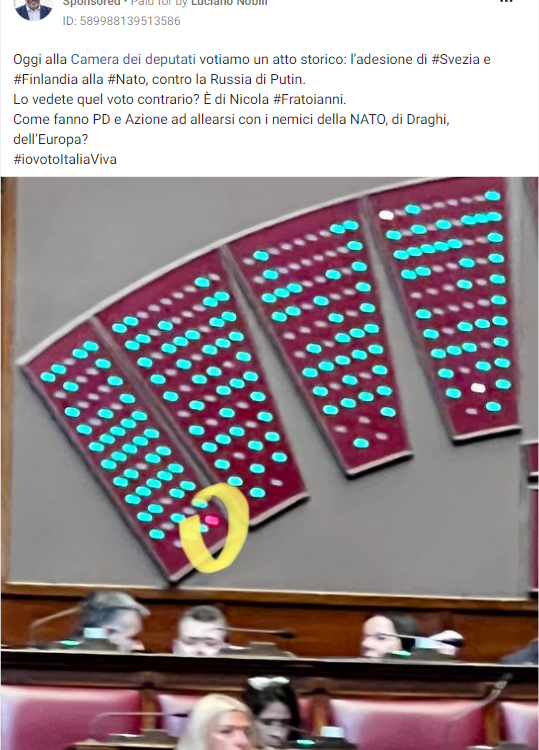 Sponsored • Paid for by Luciano Nobili
ID: 589988139513586
Oggi alla Camera dei deputati votiamo un atto storico: l'adesione di #Svezia e
#Finlandia alla #Nato, contro la Russia di Putin.
Lo vedete quel voto contrario? È di Nicola #Fratoianni.
Come fanno PD e Azione ad allearsi con i nemici della NATO, di Draghi,
dell'Europa?
#iovotoItaliaViva